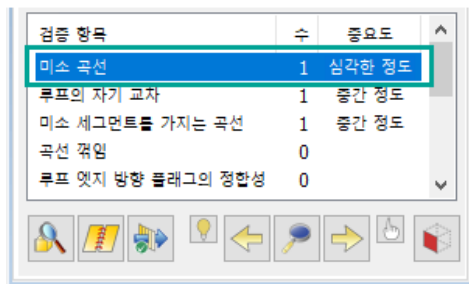 검증 항목 수 중요도
미소 곡선 1 심각한 정도
루프의 자기 교차 1 중간 정도
미소 세그먼트를 가지는 곡선 1 중간 정도
곡선 꺾임 0
루프 엣지 방향 플래그의 정합성 0